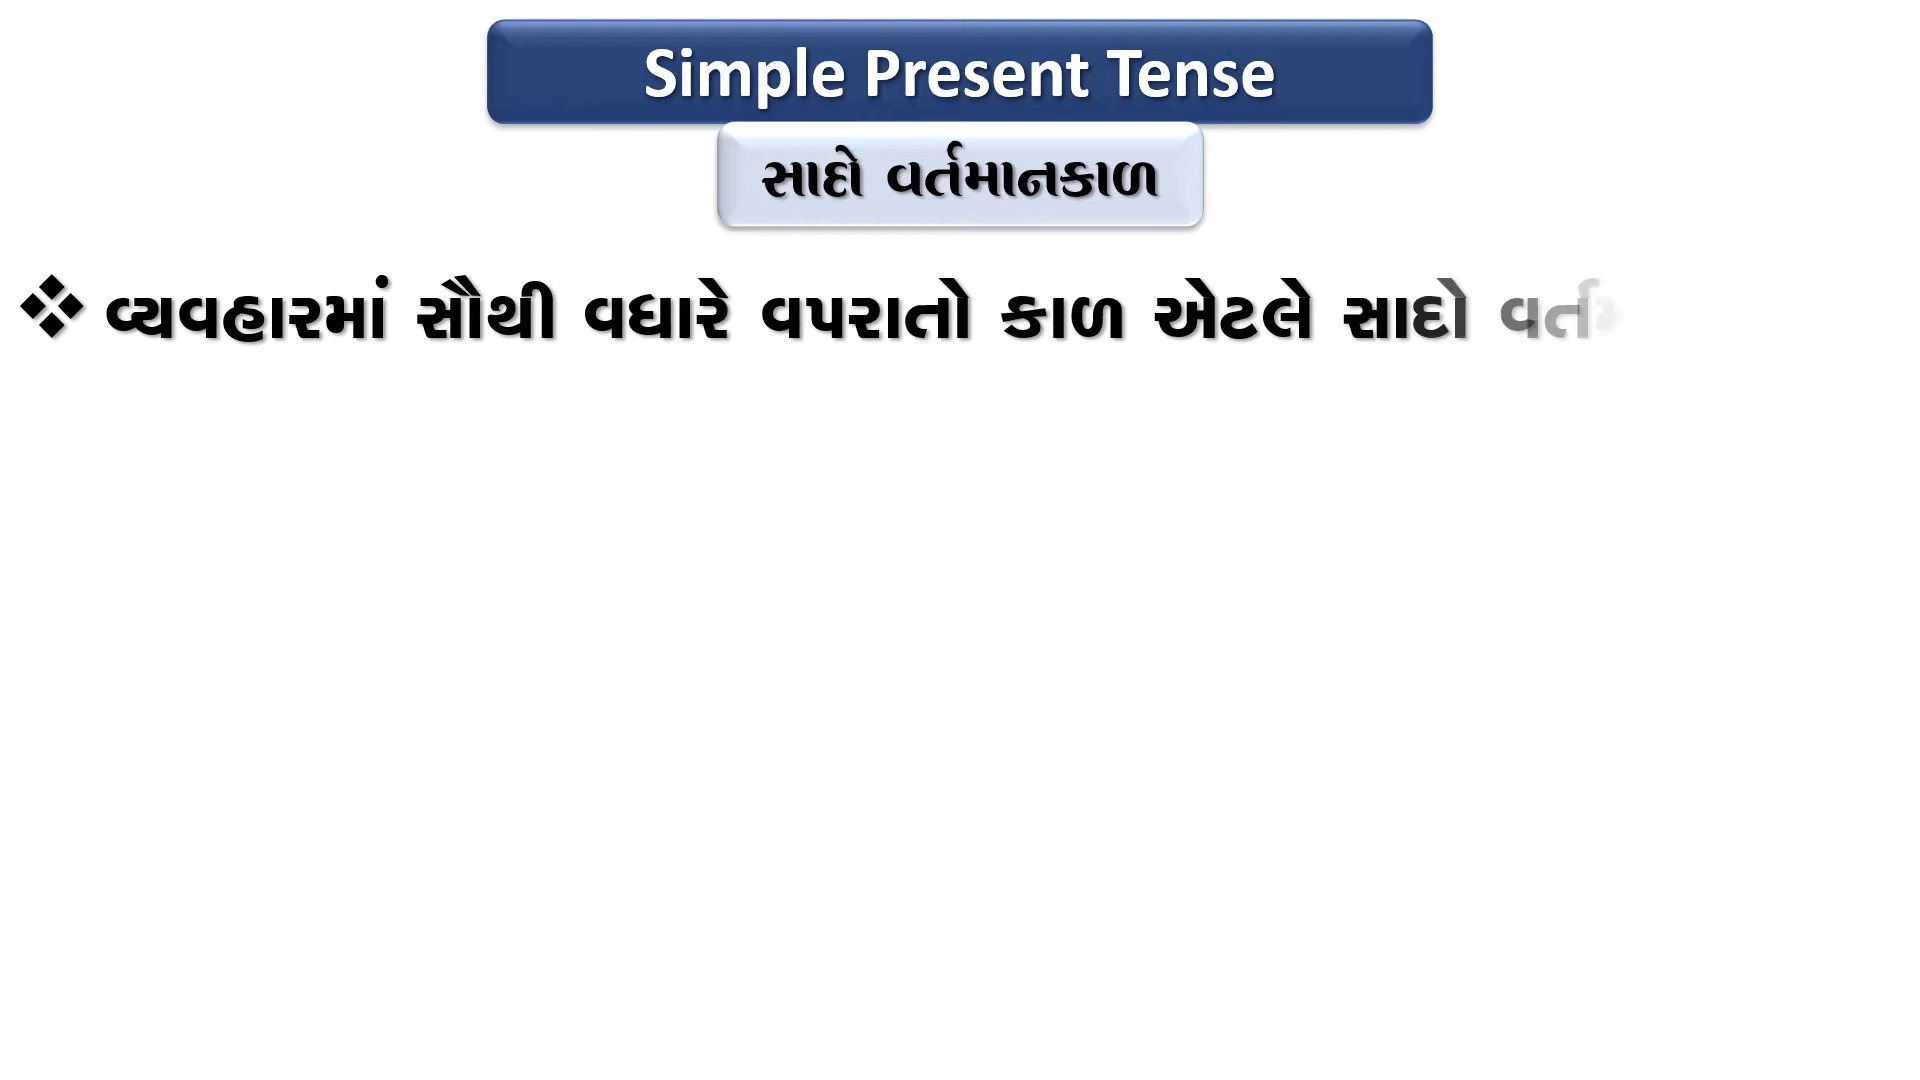 Simple Present Tense
સાદો વર્તમાનકાળ
❖ વ્યવહારમાં સૌથી વધારે વપરાતો કાળ એટલે સાદો